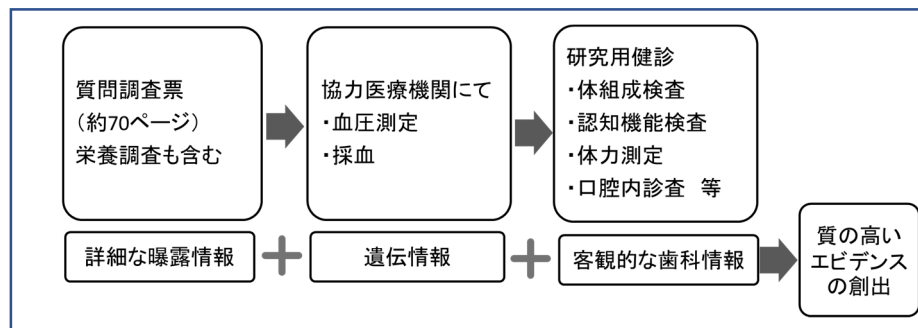 質問調査票
（約70ページ）
栄養調査も含む
協力医療機関にて
・血圧測定
・採血
研究用健診
・体組成検査
・認知機能検査
・体力測定
・口腔内診査　等
詳細な曝露情報
＋
遺伝情報
＋
客観的な歯科情報
質の高い
エビデンス
の創出